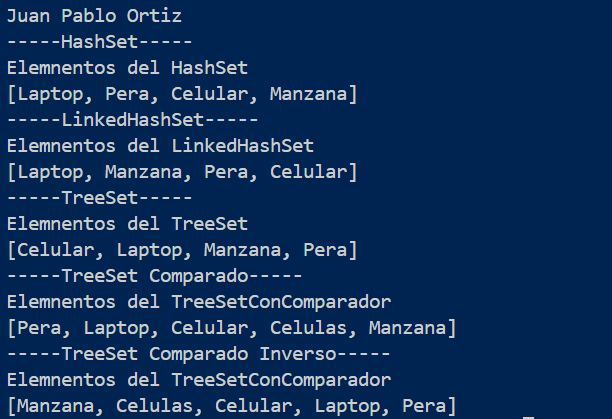 Juan Pablo Ortiz
-----HashSet-----
Elemnentos del HashSet
[Laptop, Pera, Celular, Manzana]
-----LinkedHashSet-----
Elemnentos del LinkedHashSet
[Laptop, Manzana, Pera, Celular]
-----TreeSet-----
Elemnentos del TreeSet
[Celular, Laptop, Manzana, Pera]
-----TreeSet Comparado-----
Elemnentos del TreeSetConComparador
[Pera, Laptop, Celular, Celulas, Manzana]
-----TreeSet Comparado Inverso-----
Elemnentos del TreeSetConComparador
[Manzana, Celulas, Celular, Laptop, Pera]